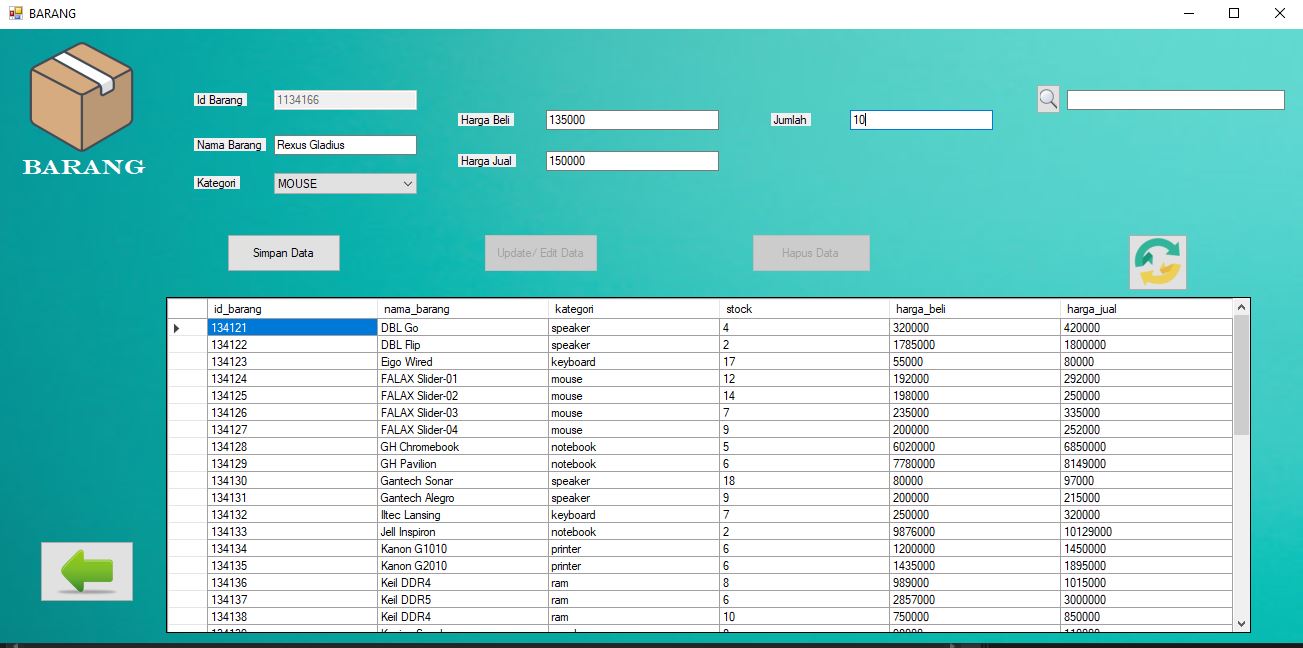 BARANG
BARANG
Id Barang 1134166
Nama Barang Rexus Gladius
Kategori MOUSE
Harga Beli 135000
Harga Jual 150000
Jumlah 10
Simpan Data Update/ Edit Data Hapus Data
id_barang nama_barang kategori stock harga_beli harga_jual
134121 DBL Go speaker 4 320000 420000
134122 DBL Flip speaker 2 1785000 1800000
134123 Eigo Wired keyboard 17 55000 80000
134124 FALAX Slider-01 mouse 12 192000 292000
134125 FALAX Slider-02 mouse 14 198000 250000
134126 FALAX Slider-03 mouse 7 235000 335000
134127 FALAX Slider-04 mouse 9 200000 252000
134128 GH Chromebook notebook 5 6020000 6850000
134129 GH Pavilion notebook 6 7780000 8149000
134130 Gantech Sonar speaker 18 80000 97000
134131 Gantech Alegro speaker 9 200000 215000
134132 Iltec Lansing keyboard 7 250000 320000
134133 Jell Inspiron notebook 2 9876000 10129000
134134 Kanon G1010 printer 6 1200000 1450000
134135 Kanon G2010 printer 6 1435000 1895000
134136 Keil DDR4 ram 8 989000 1015000
134137 Keil DDR5 ram 6 2857000 3000000
134138 Keil DDR4 ram 10 750000 850000